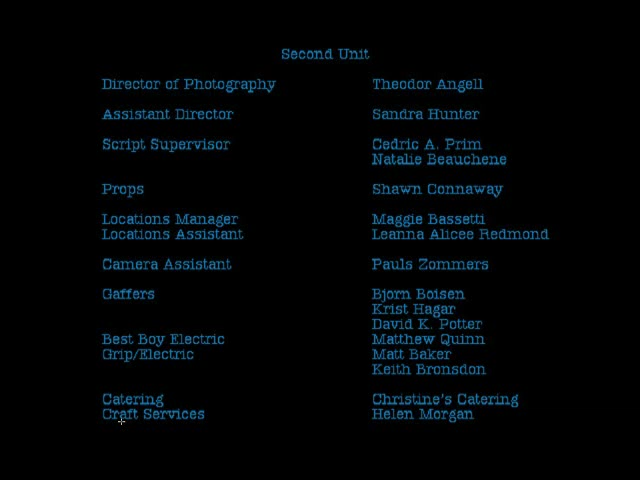 Second Unit
Director of Photography Theodor Angell
Assistant Director Sandra Hunter
Script Supervisor Cedric A. Prim
Natalie Beauchene
Props Shawn Connaway
Locations Manager Maggie Bassetti
Locations Assistant Leanna Alicee Redmond
Camera Assistant Pauls Zommers
Gaffers Bjorn Boisen
Krist Hagar
David K. Potter
Best Boy Electric Matthew Quinn
Grip/Electric Matt Baker
Keith Bronsdon
Catering Christine's Catering
Craft Services Helen Morgan